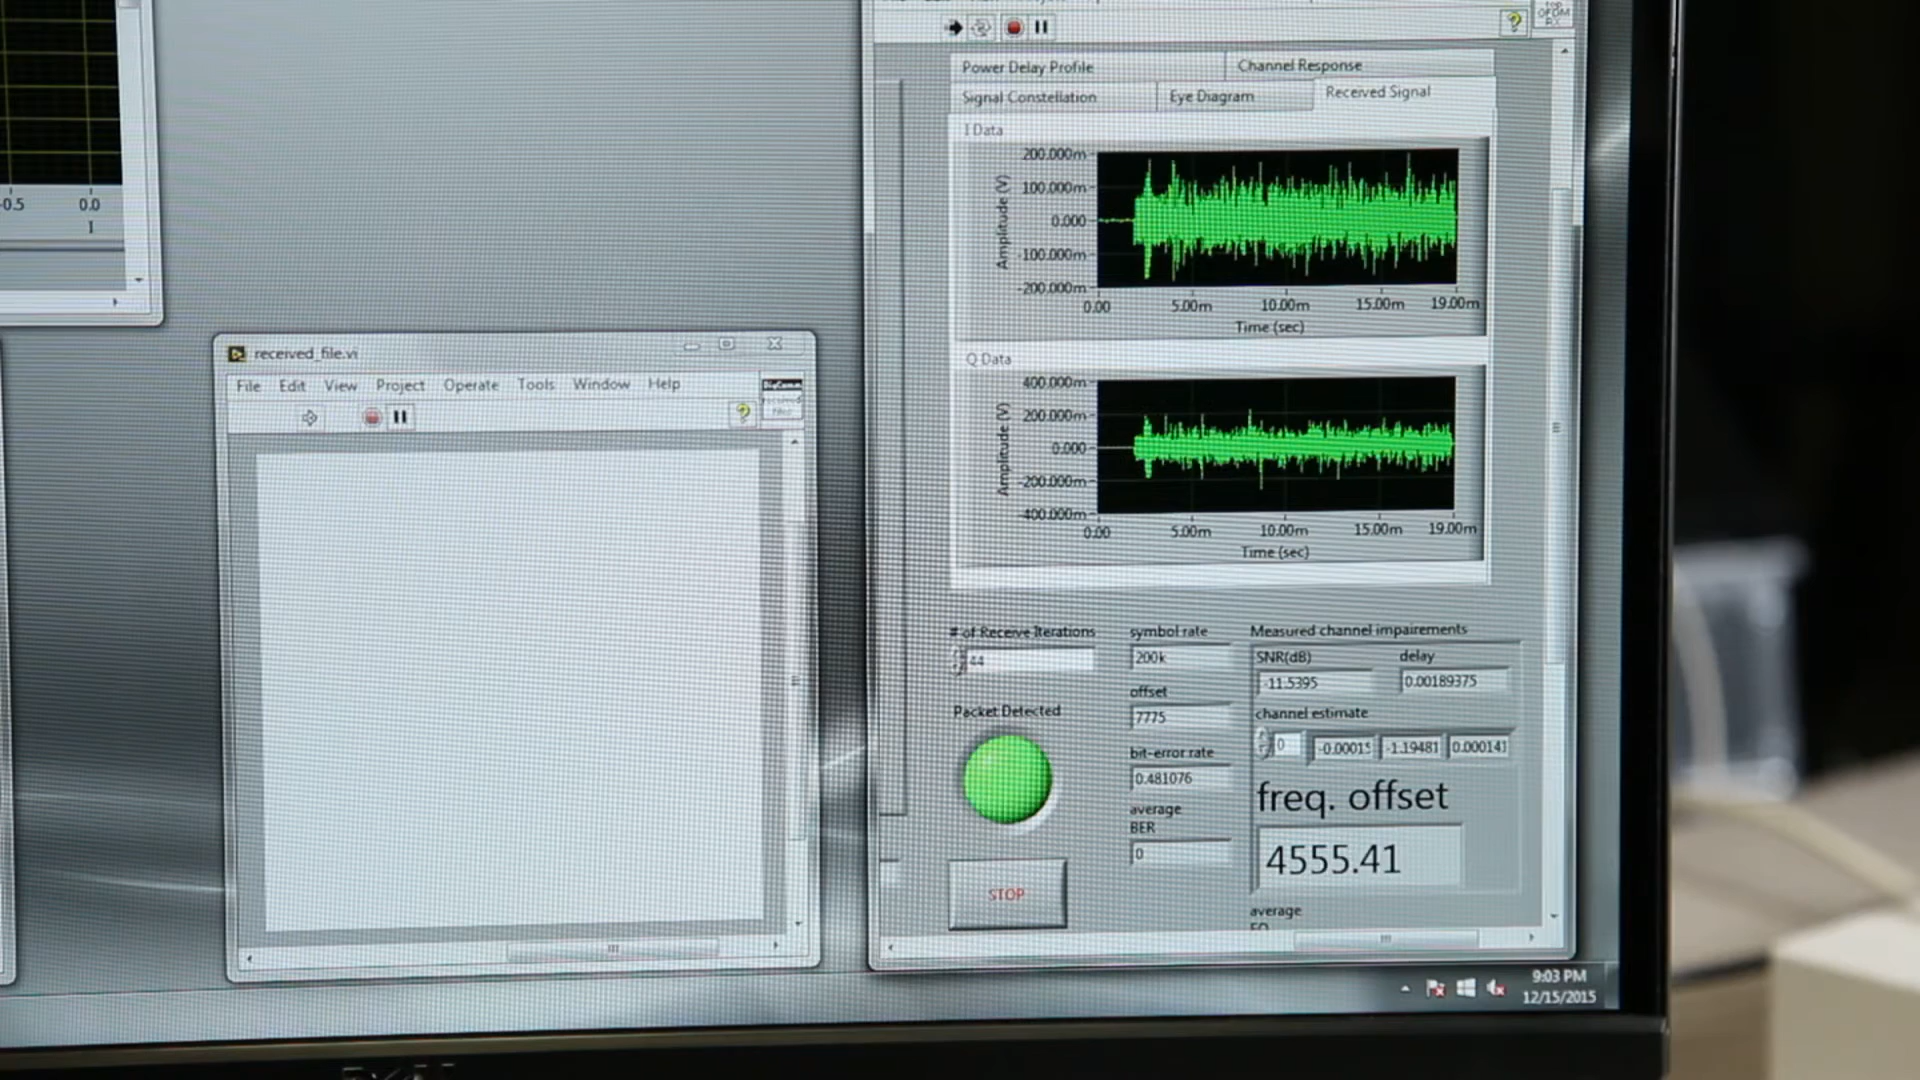 -0.5
0.0
1
received_file.vi
File Edit View Project Operate Tools Window Help
OFDM
Power Delay Profile
Channel Response
Signal Constellation
Eye Diagram
Received Signal
I Data
200.000m
100.000m
0.000
-100.000m
-200.000m
Amplitude (V)
0.00 5.00m 10.00m 15.00m 19.00m
Time (sec)
Q Data
400.000m
200.000m
0.000
-200.000m
-400.000m
Amplitude (V)
0.00 5.00m 10.00m 15.00m 19.00m
Time (sec)
# of Receive Iterations
44
Packet Detected
STOP
symbol rate
200k
offset
7775
bit-error rate
0.481076
average
BER
0
Measured channel impairements
SNR(dB) delay
-11.5395 0.00189375
channel estimate
0 -0.00015 -1.19481 0.000141
freq. offset
4555.41
average
9:03 PM
12/15/2015